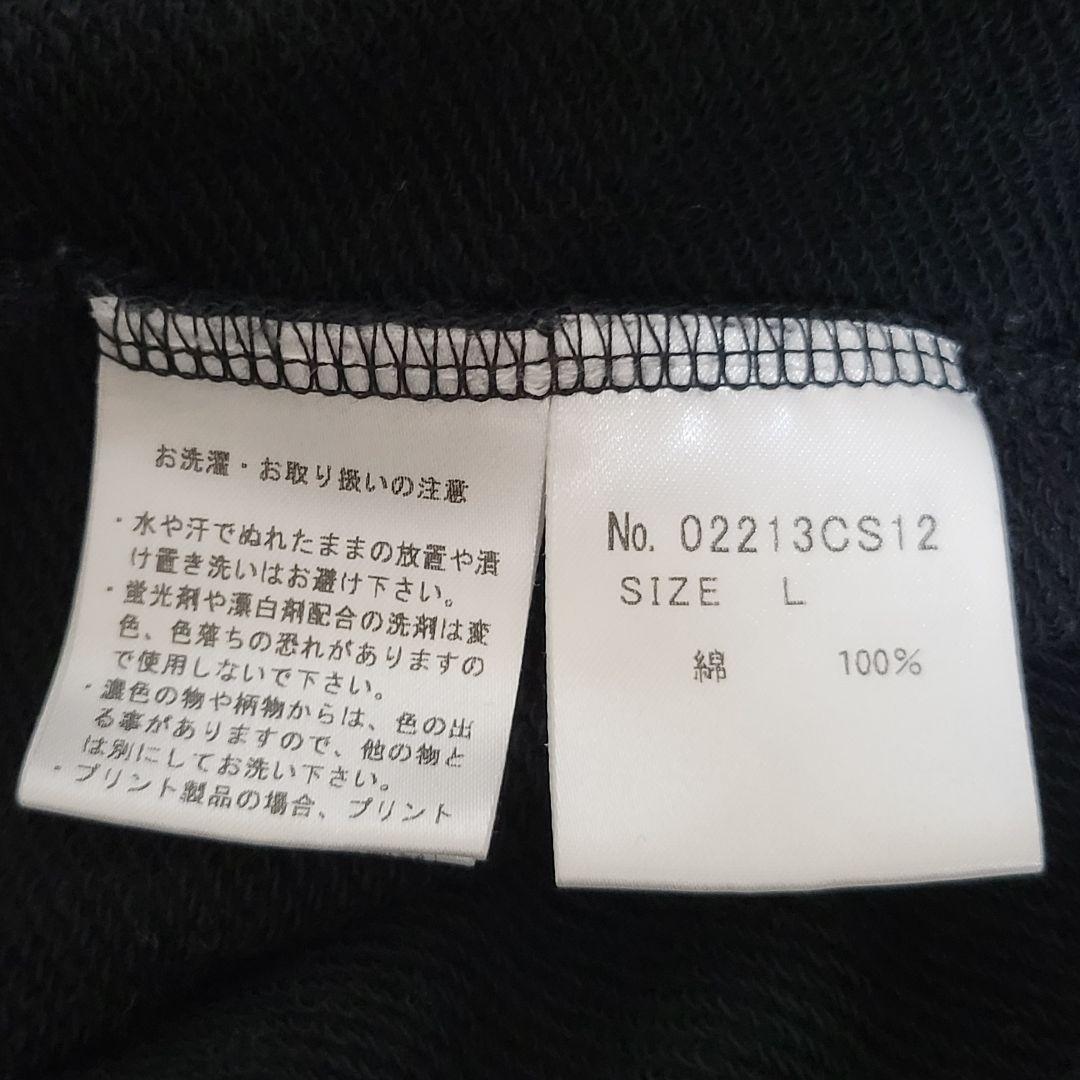 お洗濯・お取り扱いの注意
・水や汗でぬれたままの放置や漬
け置き洗いはお避け下さい。
・蛍光剤や漂白剤配合の洗剤は変
色、色落ちの恐れがありますの
で使用しないで下さい。
・濃色の物や柄物からは、色の出
る事がありますので、他の物と
は別にしてお洗い下さい。
・プリント製品の場合、プリント
No. 02213CS12
SIZE L
綿 100%